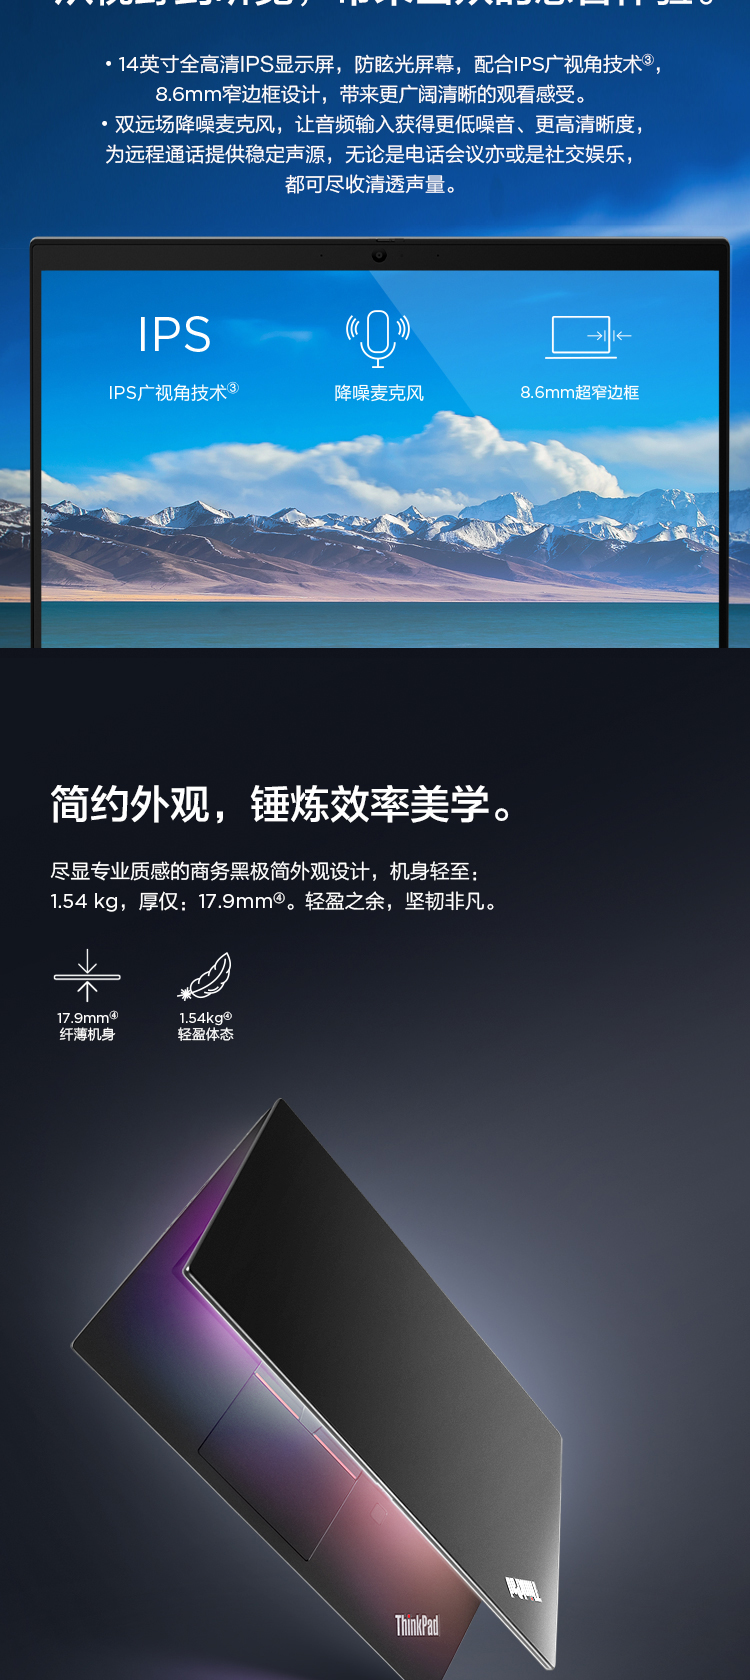 • 14英寸全高清IPS显示屏，防眩光屏幕，配合IPS广视角技术③，
8.6mm窄边框设计，带来更广阔清晰的观看感受。
• 双远场降噪麦克风，让音频输入获得更低噪音、更高清晰度，
为远程通话提供稳定声源，无论是电话会议亦或是社交娱乐，
都可尽收清透声量。
IPS
IPS广视角技术③
降噪麦克风
8.6mm超窄边框
简约外观，锤炼效率美学。
尽显专业质感的商务黑极简外观设计，机身轻至：
1.54 kg，厚仅：17.9mm④。轻盈之余，坚韧非凡。
17.9mm④
纤薄机身
1.54kg④
轻盈体态
ThinkPad